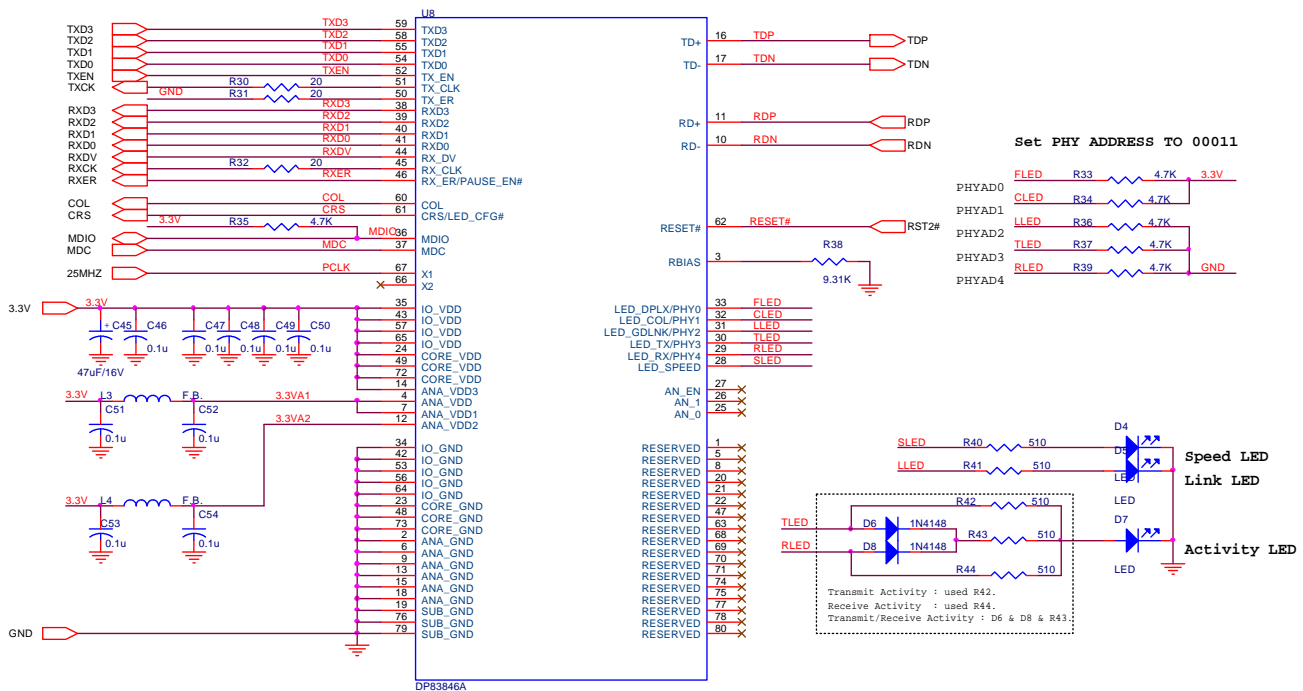 U8
TXD3 TXD3 59 TXD3
TXD2 TXD2 58 TXD2
TXD1 TXD1 55 TXD1
TXD0 TXD0 54 TXD0
TXEN TXEN 52 TX_EN
TXCK R30 20 51 TX_CLK
GND R31 20 50 TX_ER
RXD3 RXD3 38 RXD3
RXD2 RXD2 39 RXD2
RXD1 RXD1 40 RXD1
RXD0 RXD0 41 RXD0
RXDV RXDV 44 RX_DV
RXCK R32 20 45 RX_CLK
RXER RXER 46 RX_ER/PAUSE_EN#
COL COL 60 COL
CRS CRS 61 CRS/LED_CFG#
3.3V R35 4.7K
MDIO MDIO 36 MDIO
MDC MDC 37 MDC
25MHZ PCLK 67 X1
66 X2
3.3V 3.3V 35 IO_VDD
43 IO_VDD
57 IO_VDD
65 IO_VDD
24 CORE_VDD
49 CORE_VDD
72 CORE_VDD
14 ANA_VDD3
4 ANA_VDD
7 ANA_VDD1
12 ANA_VDD2
+ C45 C46 C47 C48 C49 C50
0.1u 0.1u 0.1u 0.1u 0.1u
47uF/16V
3.3V L3 F.B. 3.3VA1
C51 C52
0.1u 0.1u
3.3VA2
3.3V L4 F.B.
C53 C54
0.1u 0.1u
34 IO_GND
42 IO_GND
53 IO_GND
56 IO_GND
64 IO_GND
23 CORE_GND
48 CORE_GND
73 CORE_GND
2 ANA_GND
6 ANA_GND
9 ANA_GND
13 ANA_GND
15 ANA_GND
18 ANA_GND
19 SUB_GND
76 SUB_GND
79 SUB_GND
GND
DP83846A
TD+ 16 TDP TDP
TD- 17 TDN TDN
RD+ 11 RDP RDP
RD- 10 RDN RDN
RESET# 62 RESET# RST2#
RBIAS 3 R38
9.31K
LED_DPLX/PHY0 33 FLED
LED_COL/PHY1 32 CLED
LED_GDLNK/PHY2 31 LLED
LED_TX/PHY3 30 TLED
LED_RX/PHY4 29 RLED
LED_SPEED 28 SLED
AN_EN 27
AN_1 26
AN_0 25
RESERVED 1
RESERVED 5
RESERVED 8
RESERVED 20
RESERVED 21
RESERVED 22
RESERVED 47
RESERVED 63
RESERVED 68
RESERVED 69
RESERVED 70
RESERVED 71
RESERVED 74
RESERVED 75
RESERVED 77
RESERVED 78
RESERVED 80
Set PHY ADDRESS TO 00011
FLED R33 4.7K 3.3V
PHYAD0
CLED R34 4.7K
PHYAD1
LLED R36 4.7K
PHYAD2
TLED R37 4.7K
PHYAD3
RLED R39 4.7K GND
PHYAD4
D4
SLED R40 510 Speed LED
D5
LLED R41 510 LED Link LED
LED
R42 510
TLED D6 1N4148 D7
R43 510
RLED D8 1N4148 Activity LED
R44 510 LED
Transmit Activity : used R42.
Receive Activity : used R44.
Transmit/Receive Activity : D6 & D8 & R43.